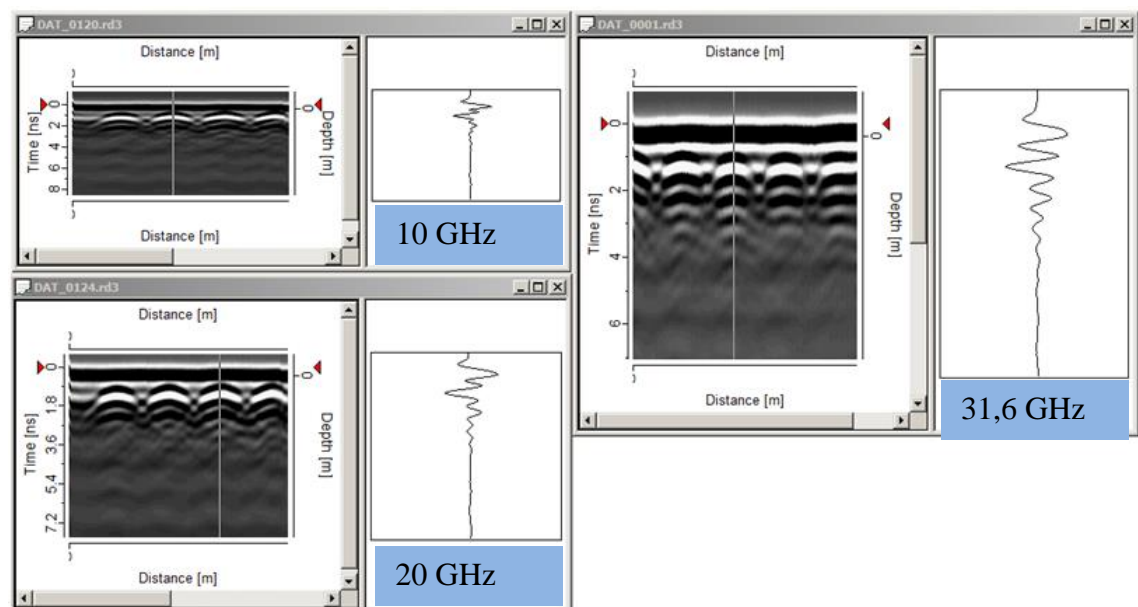 DAT_0120.rd3
Distance [m]
0
Time [ns]
0
2
4
6
8
0
Depth [m]
Distance [m]
10 GHz
DAT_0124.rd3
Distance [m]
Time [ns]
0
1.8
3.6
5.4
7.2
0
Depth [m]
Distance [m]
20 GHz
DAT_0001.rd3
Distance [m]
Time [ns]
0
2
4
6
0
Depth [m]
Distance [m]
31,6 GHz